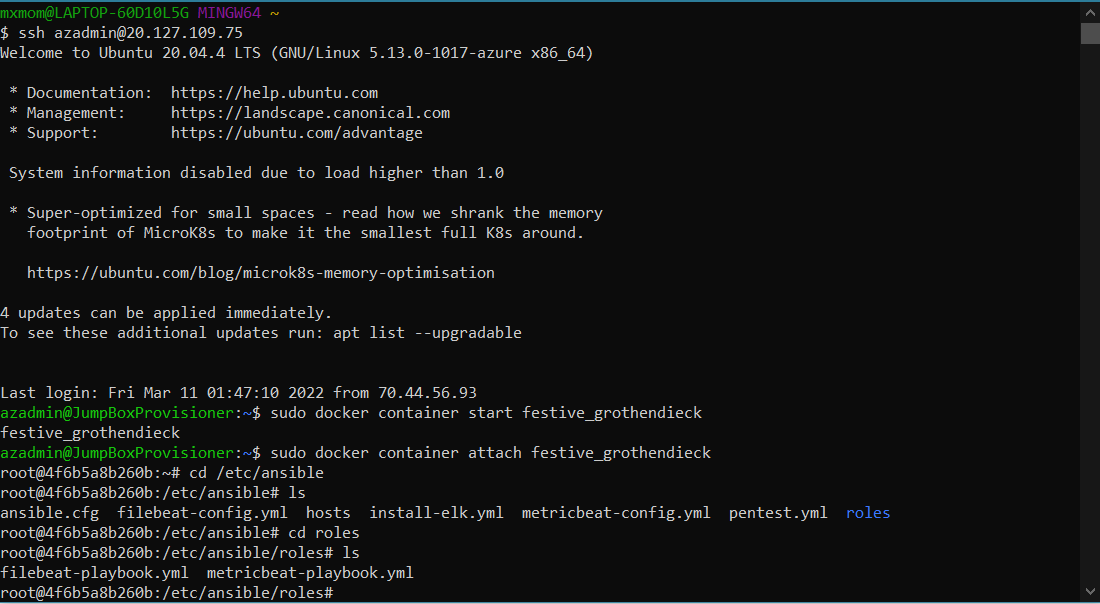 mxmom@LAPTOP-60D10L5G MINGW64 ~
$ ssh azadmin@20.127.109.75
Welcome to Ubuntu 20.04.4 LTS (GNU/Linux 5.13.0-1017-azure x86_64)
* Documentation:  https://help.ubuntu.com
* Management:     https://landscape.canonical.com
* Support:        https://ubuntu.com/advantage
System information disabled due to load higher than 1.0
* Super-optimized for small spaces - read how we shrank the memory
footprint of MicroK8s to make it the smallest full K8s around.
https://ubuntu.com/blog/microk8s-memory-optimisation
4 updates can be applied immediately.
To see these additional updates run: apt list --upgradable
Last login: Fri Mar 11 01:47:10 2022 from 70.44.56.93
azadmin@JumpBoxProvisioner:~$ sudo docker container start festive_grothendieck
festive_grothendieck
azadmin@JumpBoxProvisioner:~$ sudo docker container attach festive_grothendieck
root@4f6b5a8b260b:~# cd /etc/ansible
root@4f6b5a8b260b:/etc/ansible# ls
ansible.cfg  filebeat-config.yml  hosts  install-elk.yml  metricbeat-config.yml  pentest.yml  roles
root@4f6b5a8b260b:/etc/ansible# cd roles
root@4f6b5a8b260b:/etc/ansible/roles# ls
filebeat-playbook.yml  metricbeat-playbook.yml
root@4f6b5a8b260b:/etc/ansible/roles#